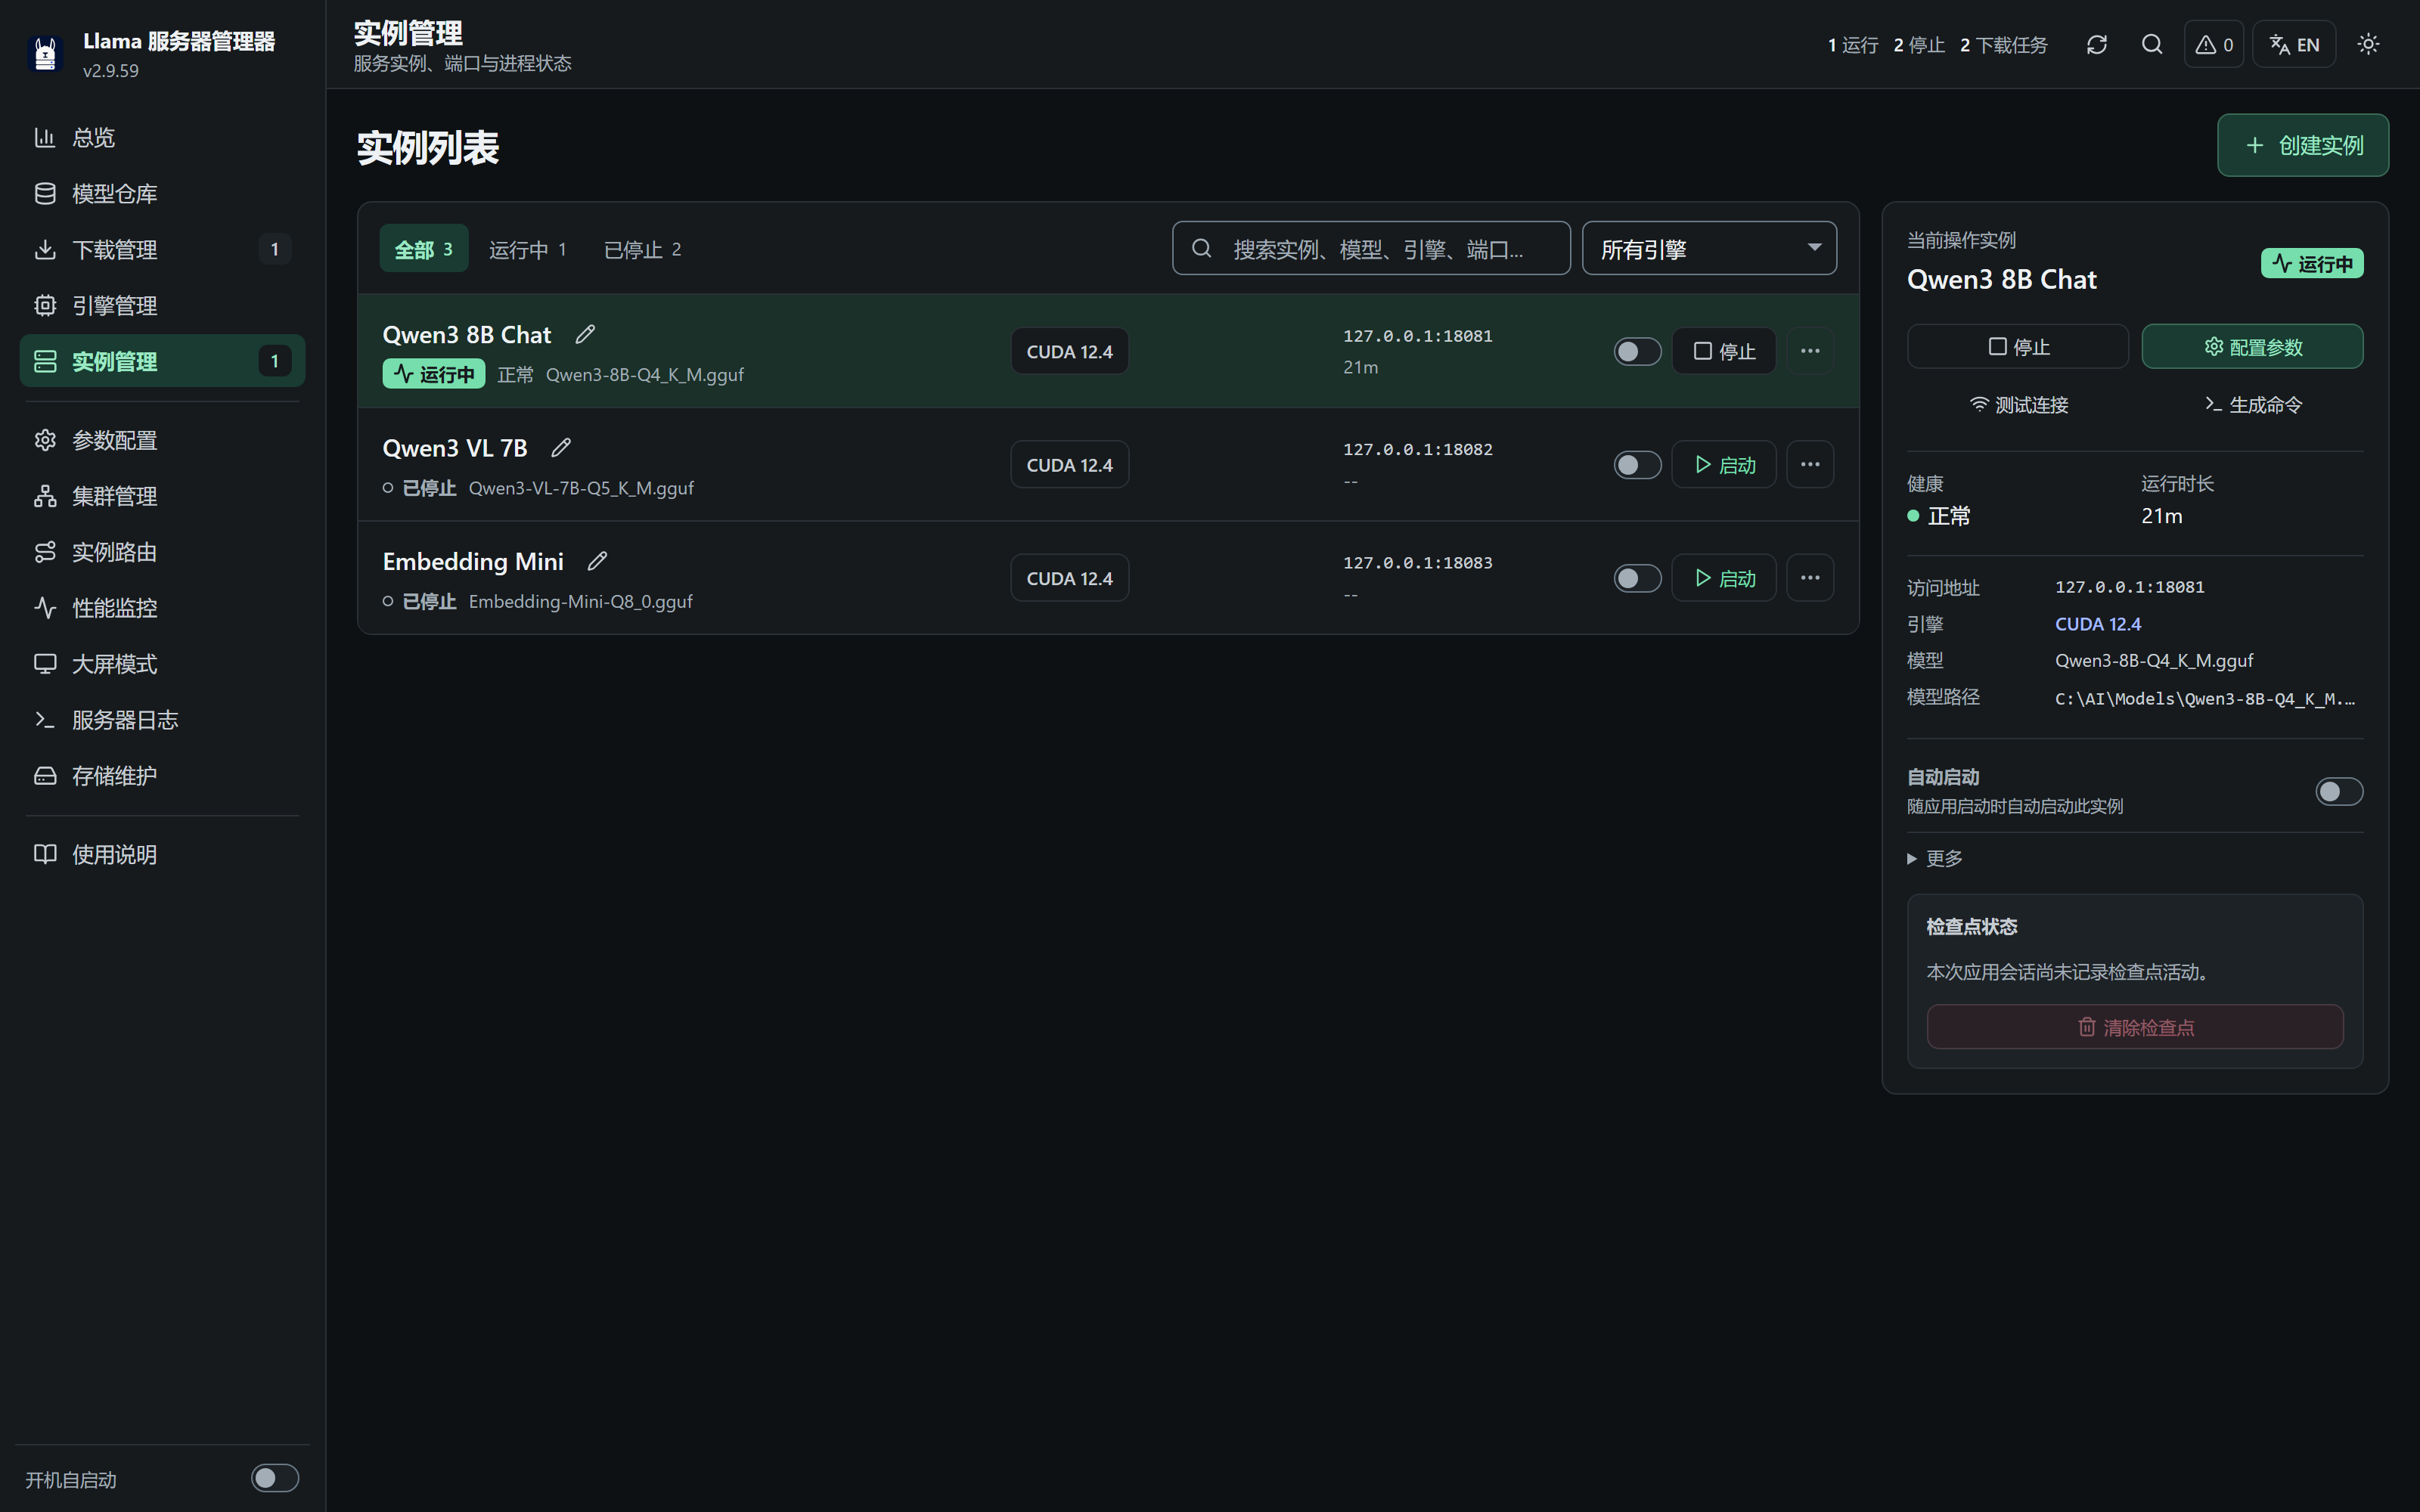 Llama 服务器管理器
v2.9.59
总览
模型仓库
下载管理 1
引擎管理
实例管理 1
参数配置
集群管理
实例路由
性能监控
大屏模式
服务器日志
存储维护
使用说明
开机自启动
实例管理
服务实例、端口与进程状态
1 运行 2 停止 2 下载任务
0
EN
实例列表
创建实例
全部 3 运行中 1 已停止 2
搜索实例、模型、引擎、端口...
所有引擎
Qwen3 8B Chat
运行中 正常 Qwen3-8B-Q4_K_M.gguf
CUDA 12.4
127.0.0.1:18081
21m
停止
Qwen3 VL 7B
已停止 Qwen3-VL-7B-Q5_K_M.gguf
CUDA 12.4
127.0.0.1:18082
--
启动
Embedding Mini
已停止 Embedding-Mini-Q8_0.gguf
CUDA 12.4
127.0.0.1:18083
--
启动
当前操作实例
Qwen3 8B Chat
运行中
停止
配置参数
测试连接
生成命令
健康
正常
运行时长
21m
访问地址 127.0.0.1:18081
引擎 CUDA 12.4
模型 Qwen3-8B-Q4_K_M.gguf
模型路径 C:\AI\Models\Qwen3-8B-Q4_K_M.…
自动启动
随应用启动时自动启动此实例
更多
检查点状态
本次应用会话尚未记录检查点活动。
清除检查点